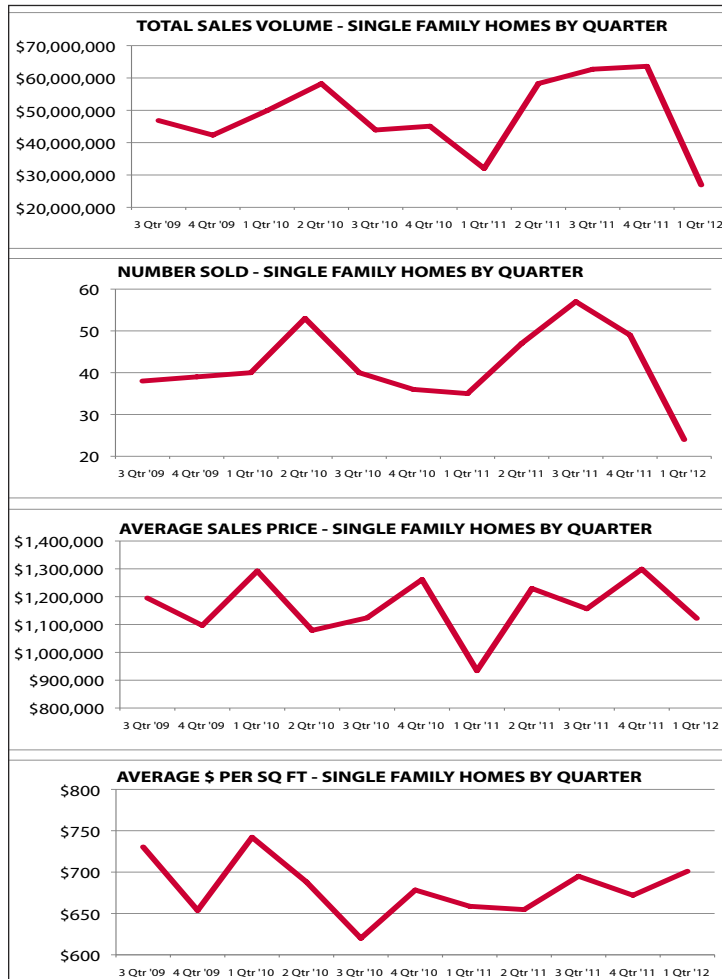 TOTAL SALES VOLUME - SINGLE FAMILY HOMES BY QUARTER
$70,000,000
$60,000,000
$50,000,000
$40,000,000
$30,000,000
$20,000,000
3 Qtr '09 4 Qtr '09 1 Qtr '10 2 Qtr '10 3 Qtr '10 4 Qtr '10 1 Qtr '11 2 Qtr '11 3 Qtr '11 4 Qtr '11 1 Qtr '12
NUMBER SOLD - SINGLE FAMILY HOMES BY QUARTER
60
50
40
30
20
3 Qtr '09 4 Qtr '09 1 Qtr '10 2 Qtr '10 3 Qtr '10 4 Qtr '10 1 Qtr '11 2 Qtr '11 3 Qtr '11 4 Qtr '11 1 Qtr '12
AVERAGE SALES PRICE - SINGLE FAMILY HOMES BY QUARTER
$1,400,000
$1,300,000
$1,200,000
$1,100,000
$1,000,000
$900,000
$800,000
3 Qtr '09 4 Qtr '09 1 Qtr '10 2 Qtr '10 3 Qtr '10 4 Qtr '10 1 Qtr '11 2 Qtr '11 3 Qtr '11 4 Qtr '11 1 Qtr '12
AVERAGE $ PER SQ FT - SINGLE FAMILY HOMES BY QUARTER
$800
$750
$700
$650
$600
3 Qtr '09 4 Qtr '09 1 Qtr '10 2 Qtr '10 3 Qtr '10 4 Qtr '10 1 Qtr '11 2 Qtr '11 3 Qtr '11 4 Qtr '11 1 Qtr '12